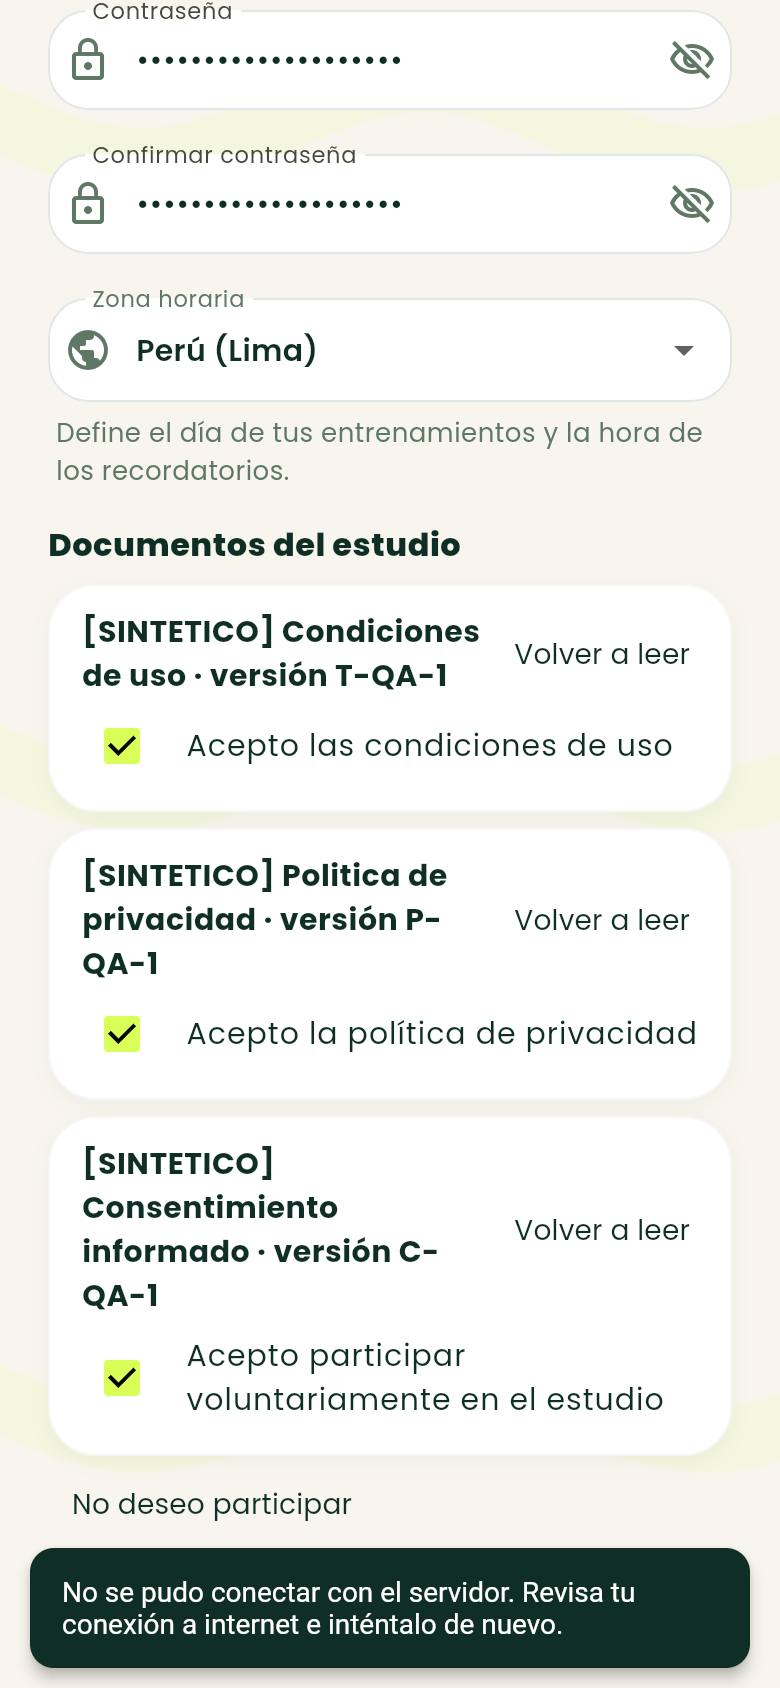 Contraseña
••••••••••••••••••••
Confirmar contraseña
••••••••••••••••••••
Zona horaria
Perú (Lima)
Define el día de tus entrenamientos y la hora de
los recordatorios.
Documentos del estudio
[SINTETICO] Condiciones
de uso · versión T-QA-1
Volver a leer
Acepto las condiciones de uso
[SINTETICO] Politica de
privacidad · versión P-
QA-1
Volver a leer
Acepto la política de privacidad
[SINTETICO]
Consentimiento
informado · versión C-
QA-1
Volver a leer
Acepto participar
voluntariamente en el estudio
No deseo participar
No se pudo conectar con el servidor. Revisa tu
conexión a internet e inténtalo de nuevo.